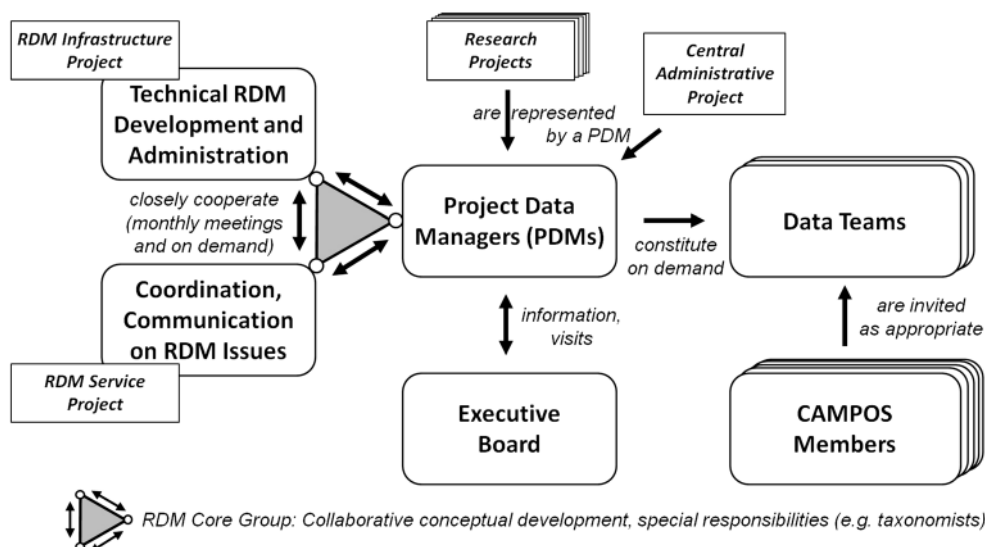 RDM Infrastructure
Project
Technical RDM
Development and
Administration
Research
Projects
Central
Administrative
Project
are represented
by a PDM
closely cooperate
(monthly meetings
and on demand)
Project Data
Managers (PDMs)
constitute
on demand
Data Teams
Coordination,
Communication
on RDM Issues
RDM Service
Project
information,
visits
are invited
as appropriate
Executive
Board
CAMPOS
Members
RDM Core Group: Collaborative conceptual development, special responsibilities (e.g. taxonomists)